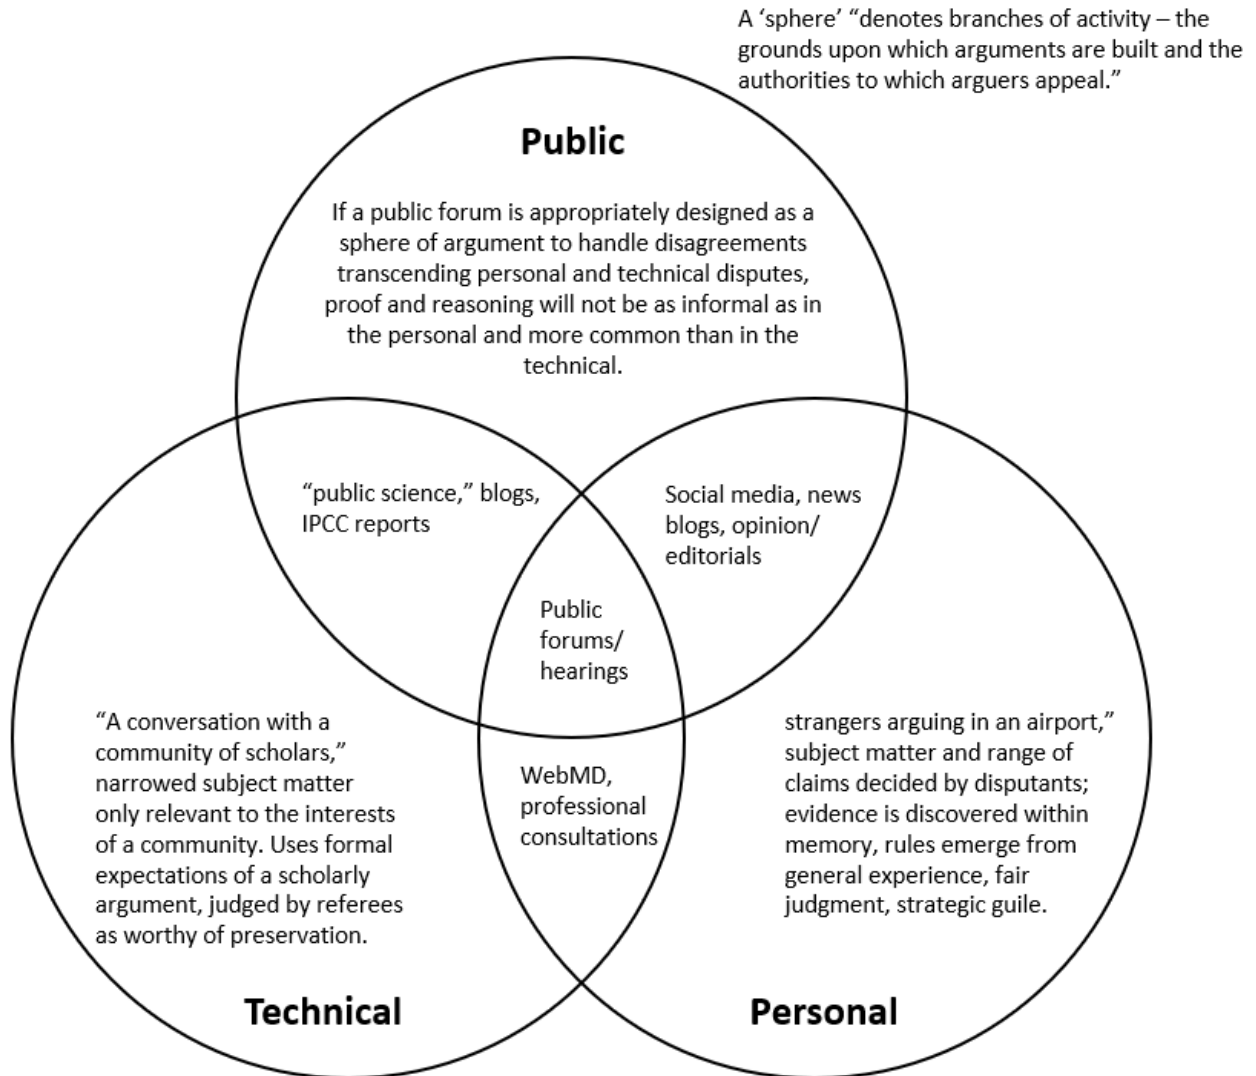 A ‘sphere’ “denotes branches of activity – the
grounds upon which arguments are built and the
authorities to which arguers appeal.”
Public
If a public forum is appropriately designed as a
sphere of argument to handle disagreements
transcending personal and technical disputes,
proof and reasoning will not be as informal as in
the personal and more common than in the
technical.
“public science,” blogs,
IPCC reports
Social media, news
blogs, opinion/
editorials
Public
forums/
hearings
“A conversation with a
community of scholars,”
narrowed subject matter
only relevant to the interests
of a community. Uses formal
expectations of a scholarly
argument, judged by referees
as worthy of preservation.
WebMD,
professional
consultations
strangers arguing in an airport,”
subject matter and range of
claims decided by disputants;
evidence is discovered within
memory, rules emerge from
general experience, fair
judgment, strategic guile.
Technical
Personal